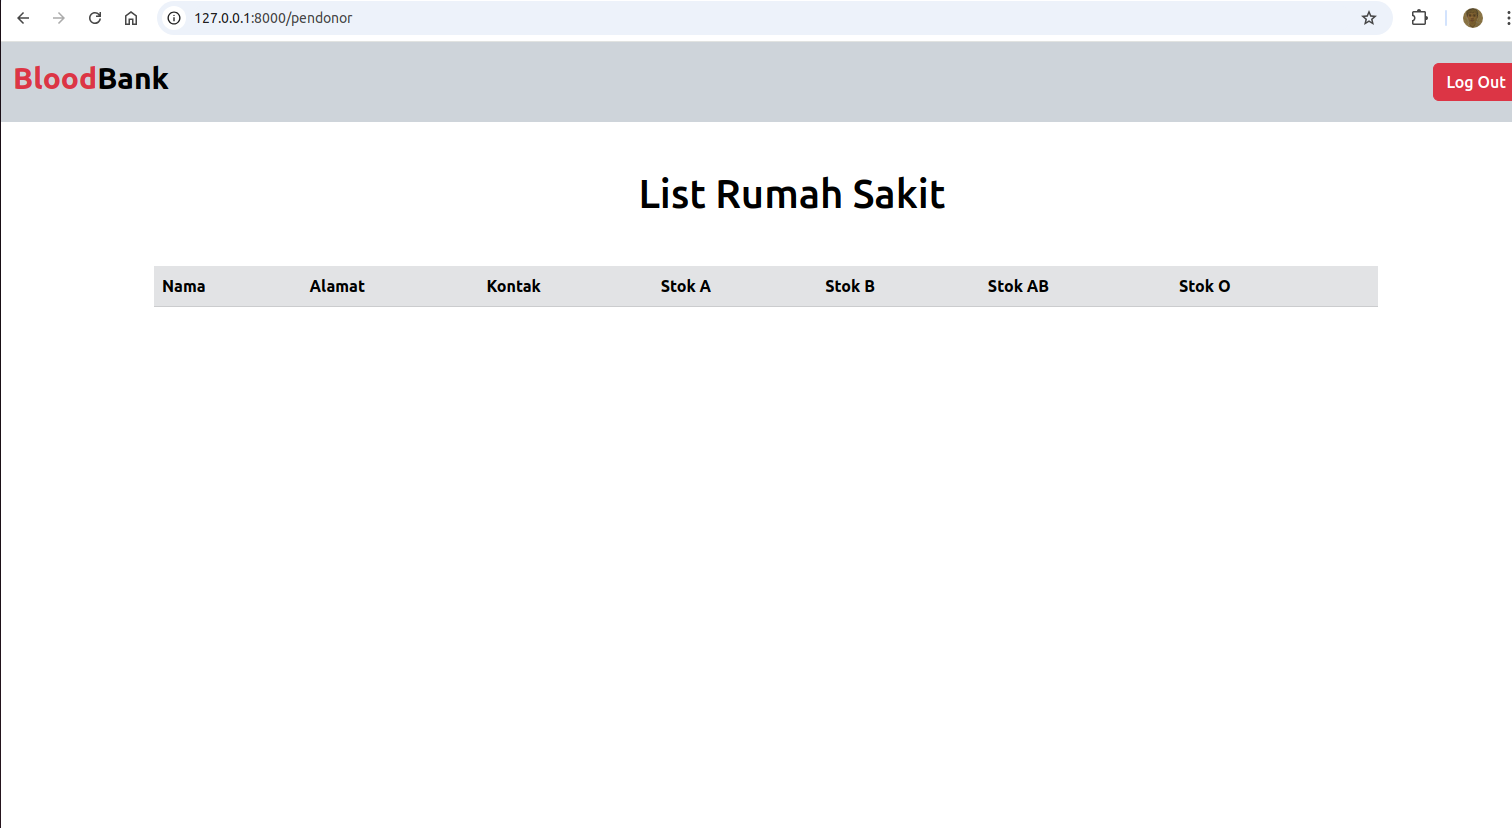 127.0.0.1:8000/pendonor
BloodBank
Log Out
List Rumah Sakit
Nama Alamat Kontak Stok A Stok B Stok AB Stok O